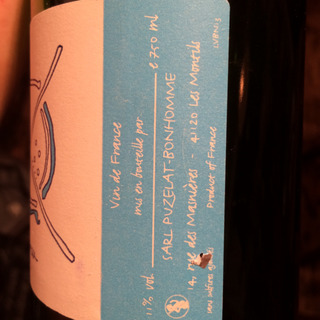 Vin de France
mis en bouteille par
11% vol. e 750 ml
SARL PUZELAT-BONHOMME
14, rue des Masnières - 41120 Les Montils
Product of France